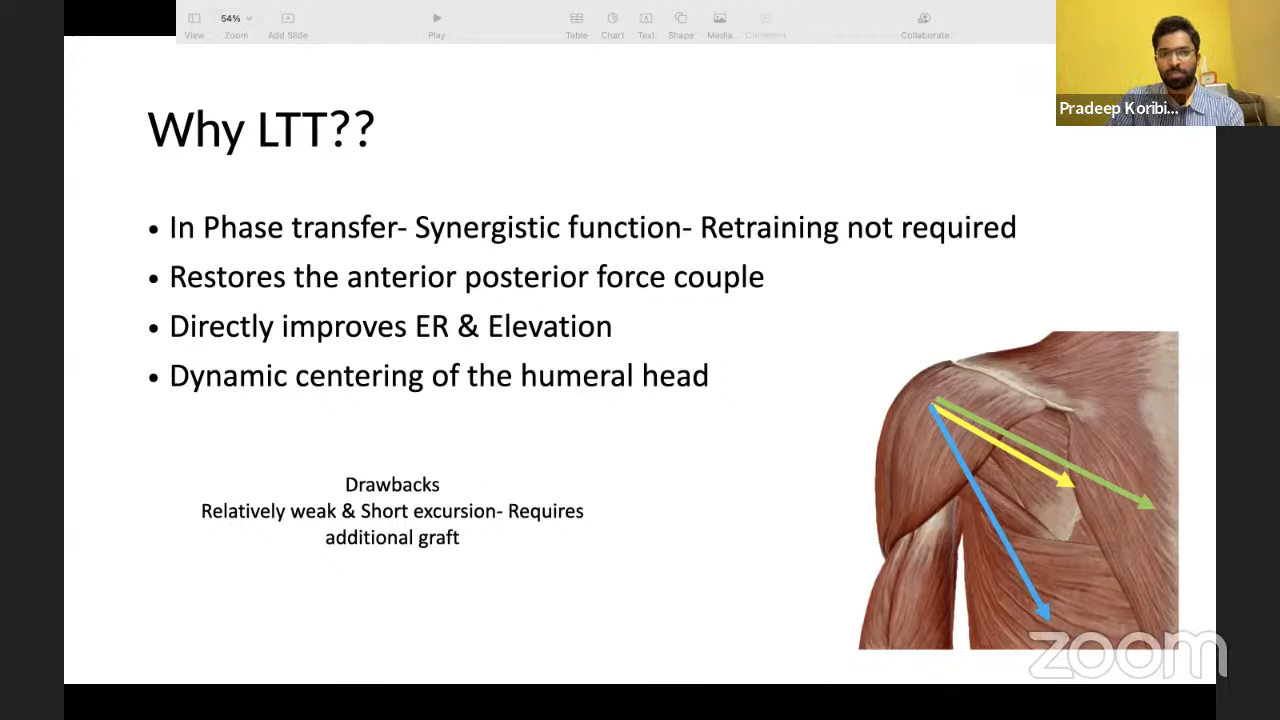 54%
View
Zoom
Add Slide
Play
Table
Chart
Text
Shape
Media
Comment
Collaborate
Pradeep Koribi...
Why LTT??
• In Phase transfer- Synergistic function- Retraining not required
• Restores the anterior posterior force couple
• Directly improves ER & Elevation
• Dynamic centering of the humeral head
Drawbacks
Relatively weak & Short excursion- Requires
additional graft
zoom